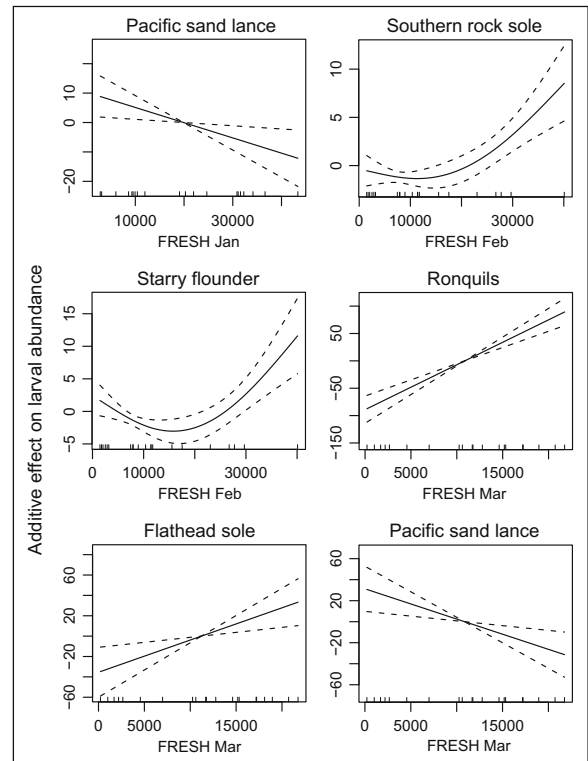 Pacific sand lance
Southern rock sole
10
0
−20
10000
30000
FRESH Jan
10
5
0
10000
30000
FRESH Feb
Starry flounder
Ronquils
15
10
5
0
−5
0
10000
30000
FRESH Feb
50
−50
−150
0
5000
15000
FRESH Mar
Additive effect on larval abundance
Flathead sole
Pacific sand lance
60
20
−20
−60
0
5000
15000
FRESH Mar
60
20
−20
−60
0
5000
15000
FRESH Mar